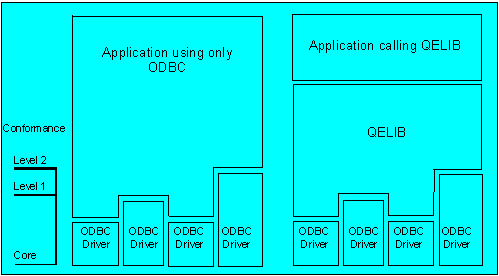 Application using only
ODBC
Application calling QELIB
Conformance
QELIB
Level 2
Level 1
Core
ODBC
Driver
ODBC
Driver
ODBC
Driver
ODBC
Driver
ODBC
Driver
ODBC
Driver
ODBC
Driver
ODBC
Driver